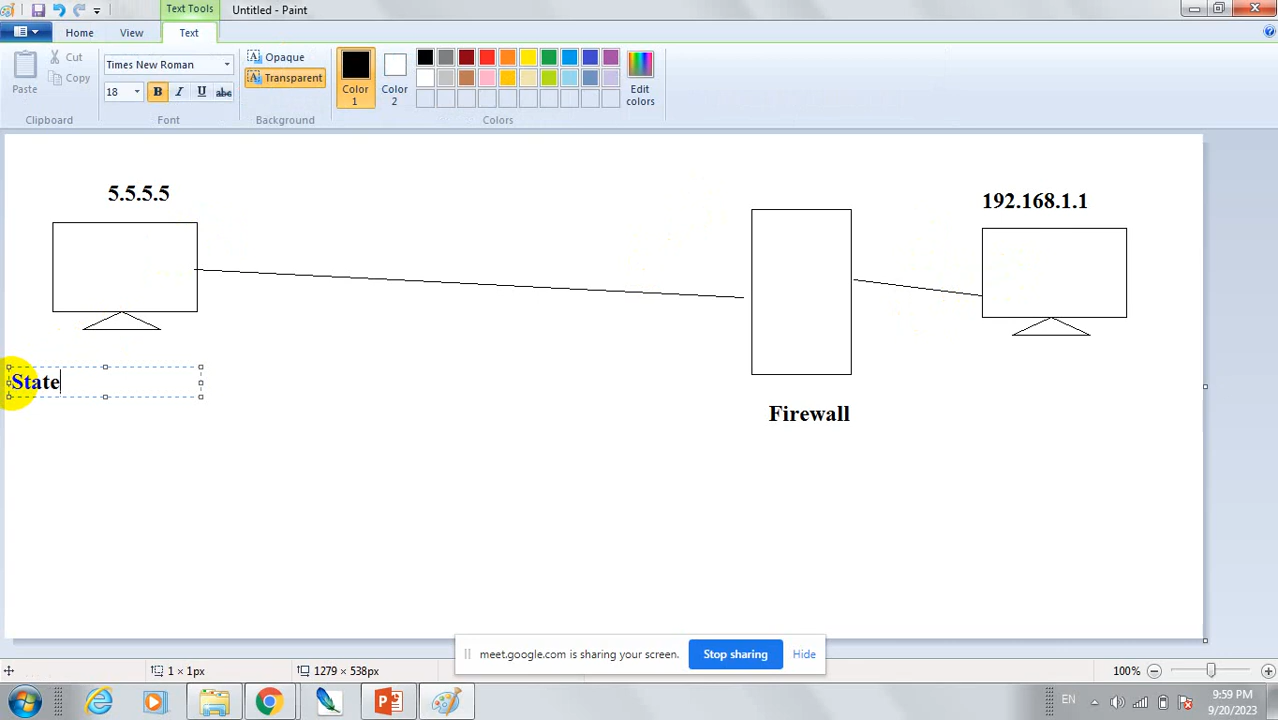 Text Tools
Untitled - Paint
Home
View
Text
Paste
Cut
Copy
Clipboard
Times New Roman
18
B
I
U
abc
Font
Opaque
Transparent
Background
Color
1
Color
2
Edit
colors
Colors
5.5.5.5
192.168.1.1
State
Firewall
meet.google.com is sharing your screen.
Stop sharing
Hide
1 × 1px
1279 × 538px
100%
EN
9:59 PM
9/20/2023